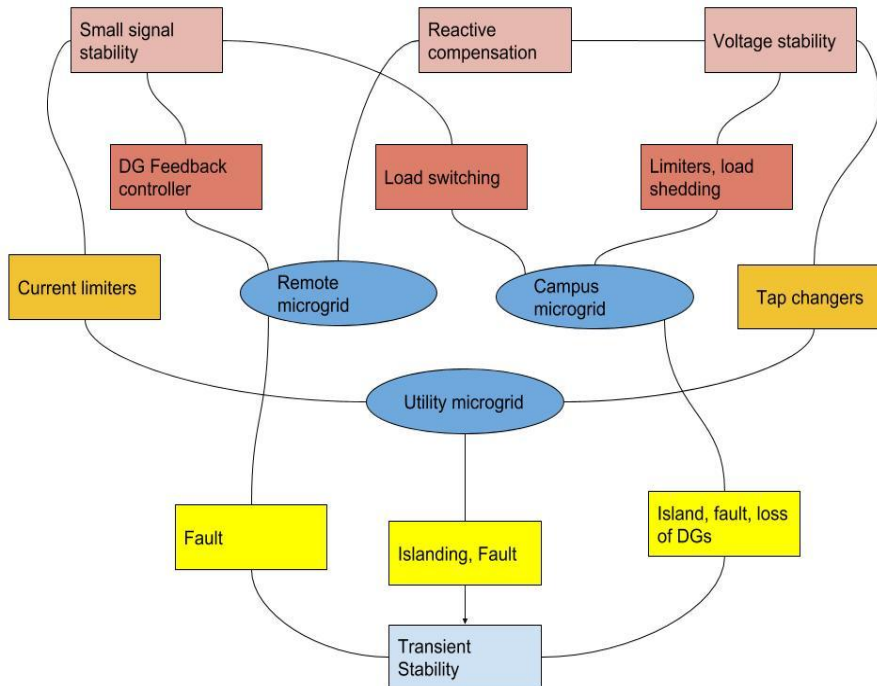 Small signal
stability
Reactive
compensation
Voltage stability
DG Feedback
controller
Load switching
Limiters, load
shedding
Current limiters
Remote
microgrid
Campus
microgrid
Tap changers
Utility microgrid
Fault
Islanding, Fault
Island, fault, loss
of DGs
Transient
Stability